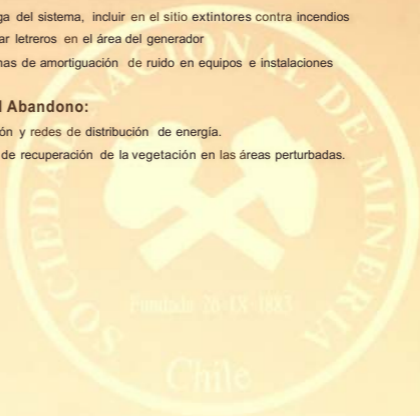 ga del sistema, incluir en el sitio extintores contra incendios
ar letreros en el área del generador
nas de amortiguación de ruido en equipos e instalaciones
l Abandono:
ón y redes de distribución de energía.
de recuperación de la vegetación en las áreas perturbadas.
SOCIEDAD NACIONAL DE MINERIA
Fundada 26-IX-1883
Chile